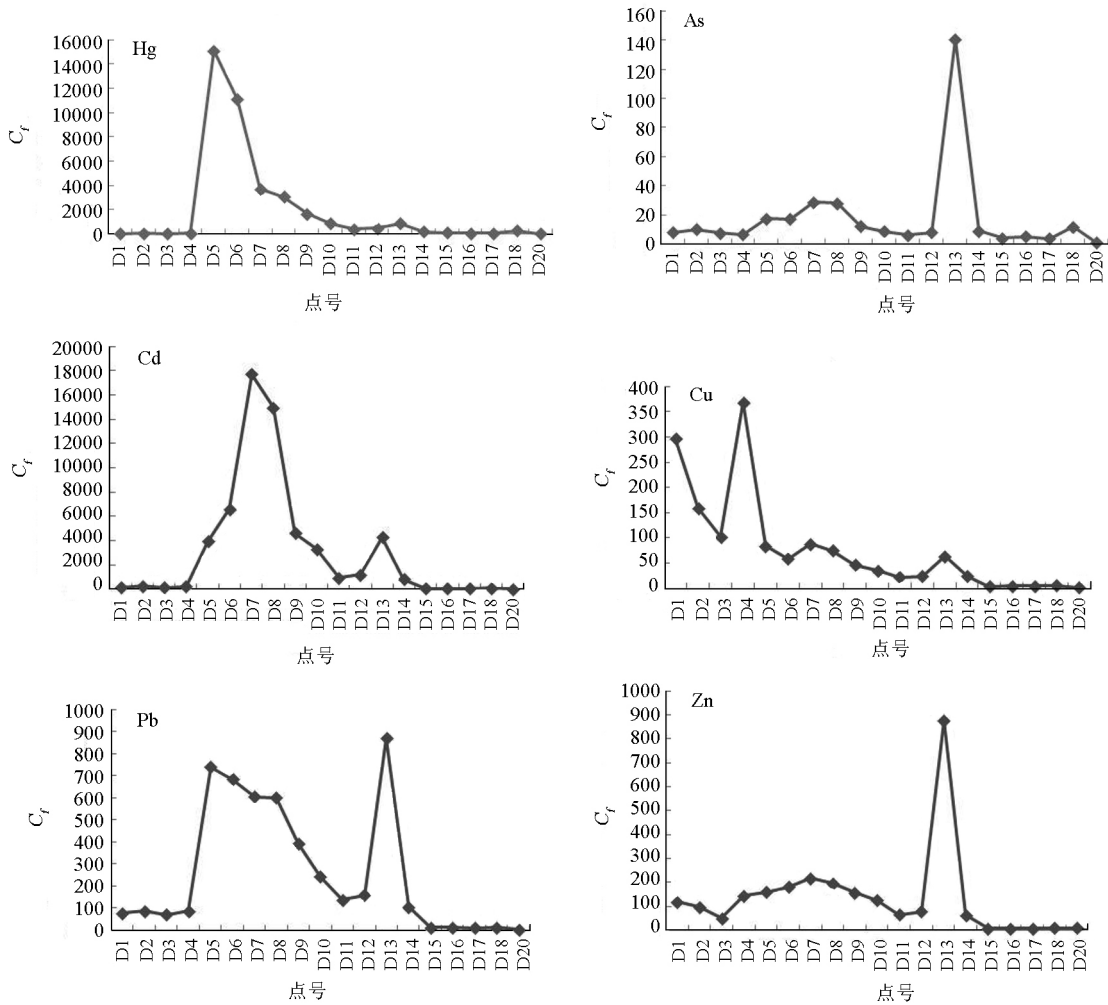 Hg
16000
14000
12000
10000
8000
6000
4000
2000
0
C_f
D1 D2 D3 D4 D5 D6 D7 D8 D9 D10 D11 D12 D13 D14 D15 D16 D17 D18 D20
点号
As
160
140
120
100
80
60
40
20
0
C_f
D1 D2 D3 D4 D5 D6 D7 D8 D9 D10 D11 D12 D13 D14 D15 D16 D17 D18 D20
点号
Cd
20000
18000
16000
14000
12000
10000
8000
6000
4000
2000
0
C_f
D1 D2 D3 D4 D5 D6 D7 D8 D9 D10 D11 D12 D13 D14 D15 D16 D17 D18 D20
点号
Cu
400
350
300
250
200
150
100
50
0
C_f
D1 D2 D3 D4 D5 D6 D7 D8 D9 D10 D11 D12 D13 D14 D15 D16 D17 D18 D20
点号
Pb
1000
900
800
700
600
500
400
300
200
100
0
C_f
D1 D2 D3 D4 D5 D6 D7 D8 D9 D10 D11 D12 D13 D14 D15 D16 D17 D18 D20
点号
Zn
1000
900
800
700
600
500
400
300
200
100
0
C_f
D1 D2 D3 D4 D5 D6 D7 D8 D9 D10 D11 D12 D13 D14 D15 D16 D17 D18 D20
点号